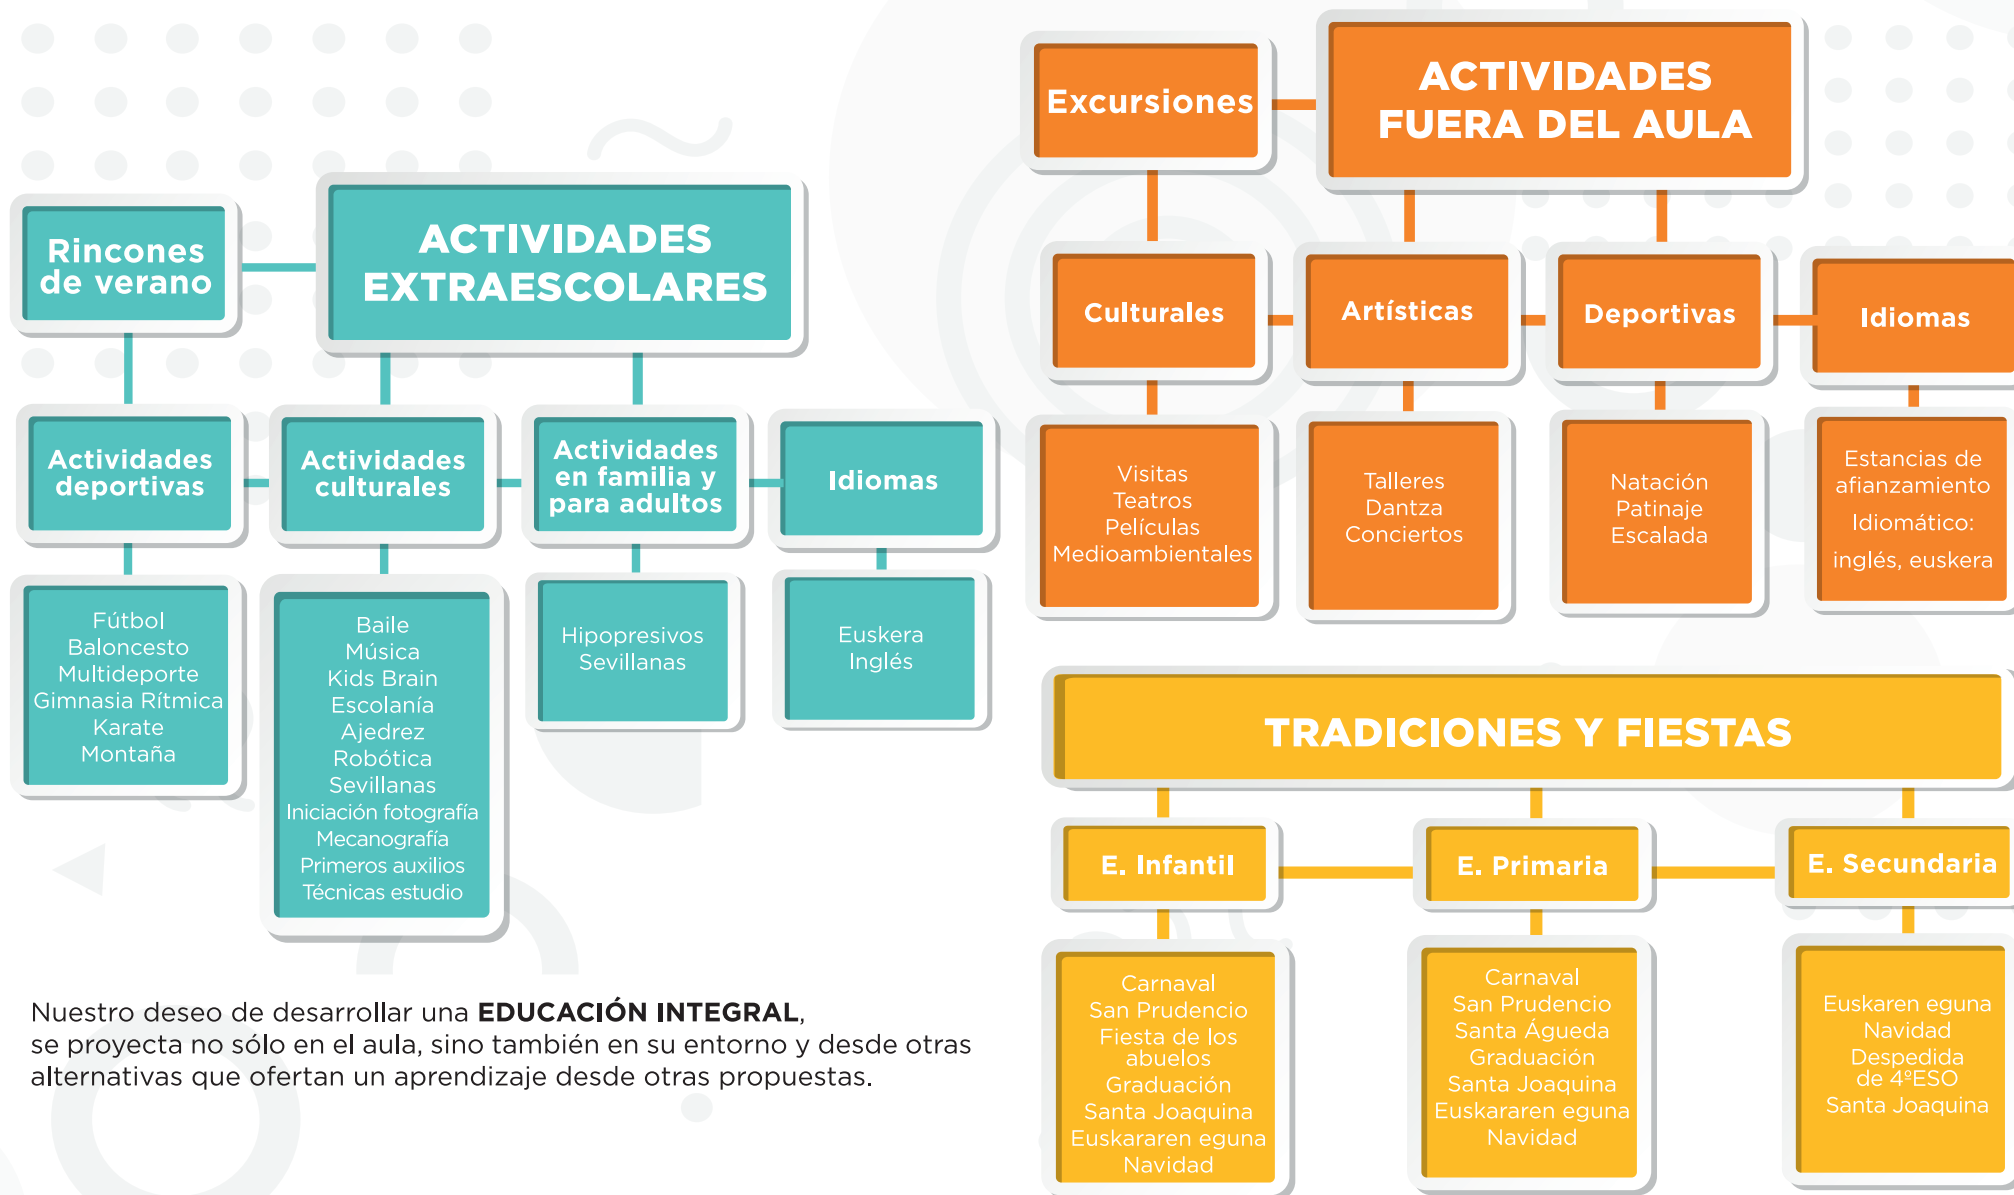 Rincones
de verano
ACTIVIDADES
EXTRAESCOLARES
Actividades
deportivas
Actividades
culturales
Actividades
en familia y
para adultos
Idiomas
Fútbol
Baloncesto
Multideporte
Gimnasia Rítmica
Karate
Montaña
Baile
Música
Kids Brain
Escolanía
Ajedrez
Robótica
Sevillanas
Iniciación fotografía
Mecanografía
Primeros auxilios
Técnicas estudio
Hipopresivos
Sevillanas
Euskera
Inglés
Nuestro deseo de desarrollar una EDUCACIÓN INTEGRAL,
se proyecta no sólo en el aula, sino también en su entorno y desde otras
alternativas que ofertan un aprendizaje desde otras propuestas.
Excursiones
ACTIVIDADES
FUERA DEL AULA
Culturales
Artísticas
Deportivas
Idiomas
Visitas
Teatros
Películas
Medioambientales
Talleres
Dantza
Conciertos
Natación
Patinaje
Escalada
Estancias de
afianzamiento
Idiomático:
inglés, euskera
TRADICIONES Y FIESTAS
E. Infantil
E. Primaria
E. Secundaria
Carnaval
San Prudencio
Fiesta de los
abuelos
Graduación
Santa Joaquina
Euskararen eguna
Navidad
Carnaval
San Prudencio
Santa Águeda
Graduación
Santa Joaquina
Euskararen eguna
Navidad
Euskaren eguna
Navidad
Despedida
de 4ºESO
Santa Joaquina